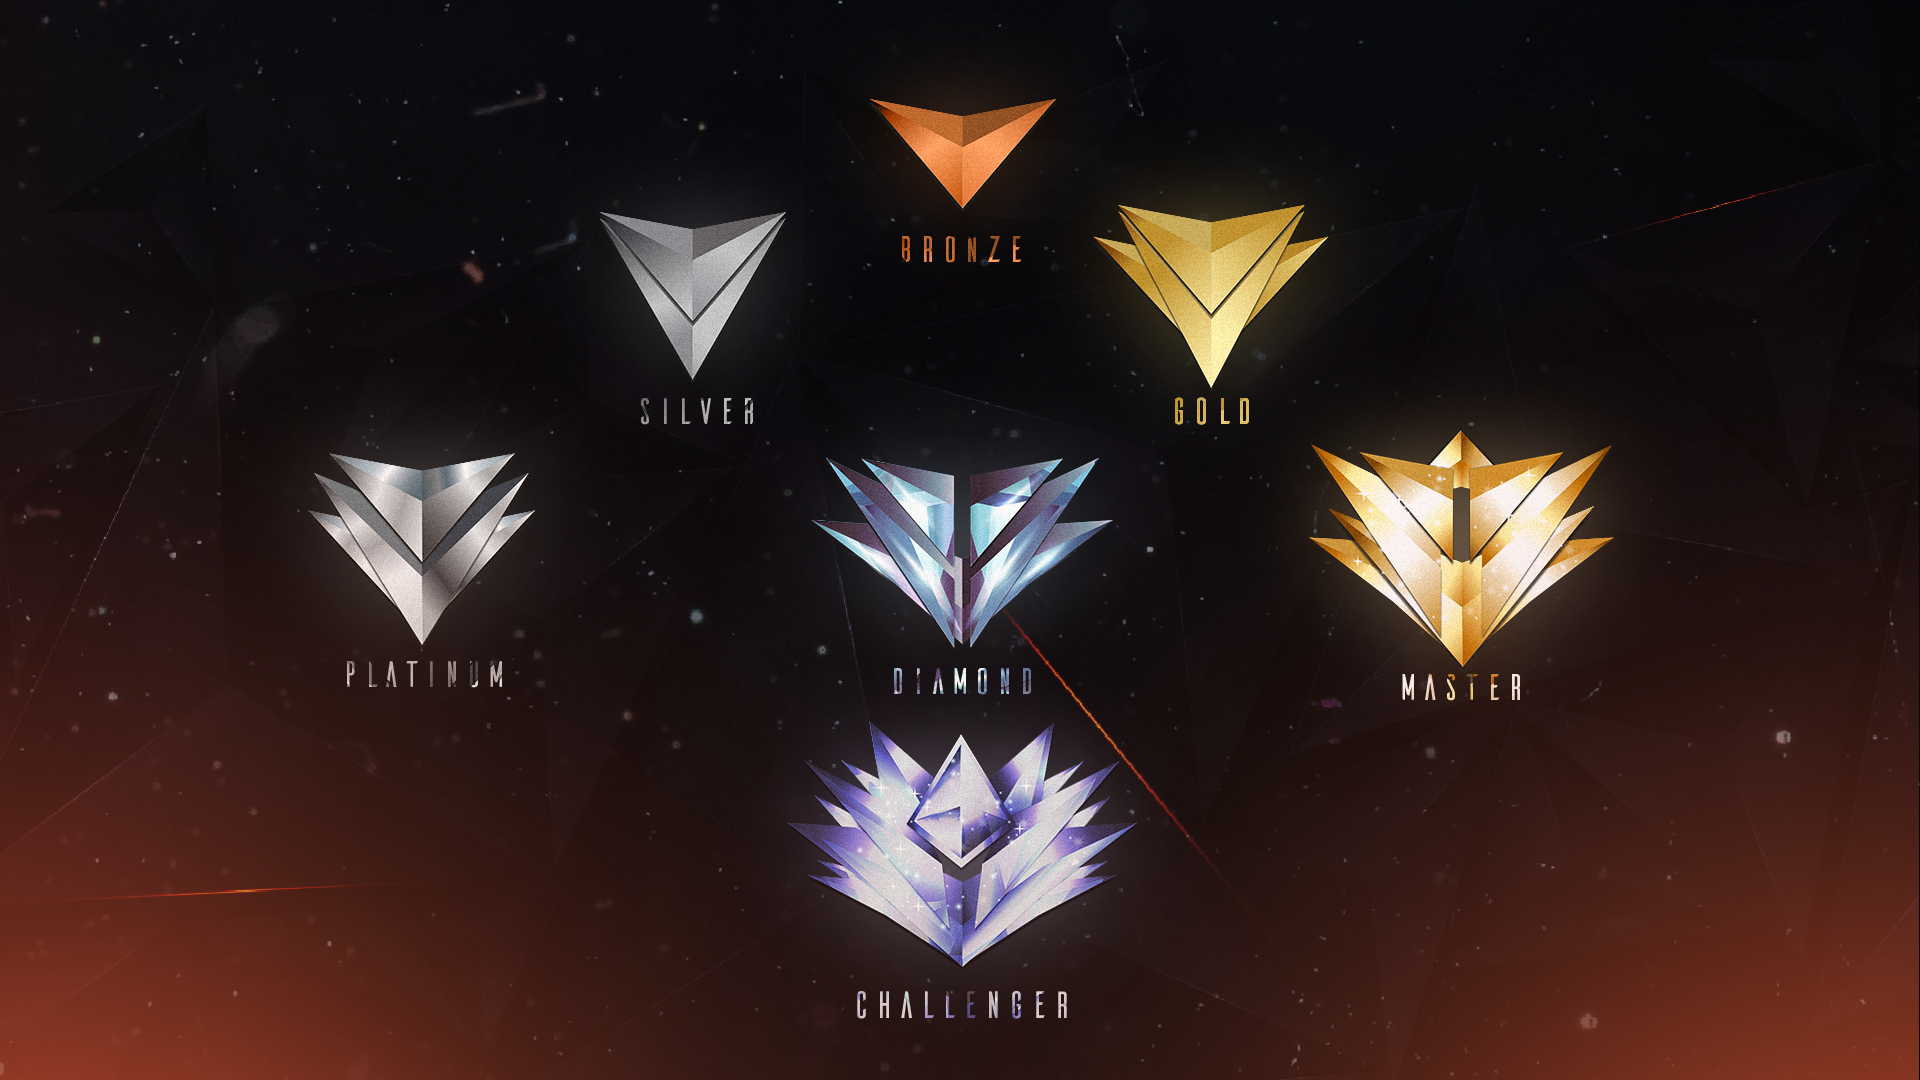 BRONZE
SILVER
GOLD
PLATINUM
DIAMOND
MASTER
CHALLENGER